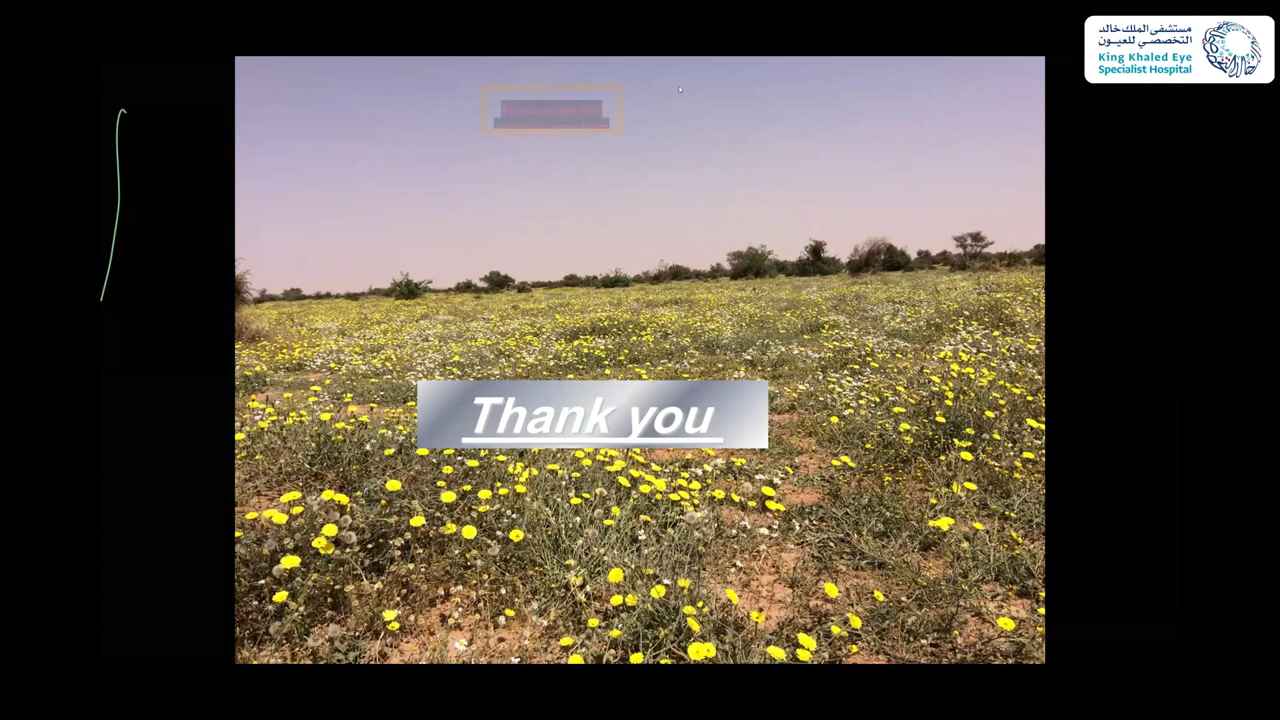 مستشفى الملك خالد
التخصصي للعيون
King Khaled Eye
Specialist Hospital
Thank you